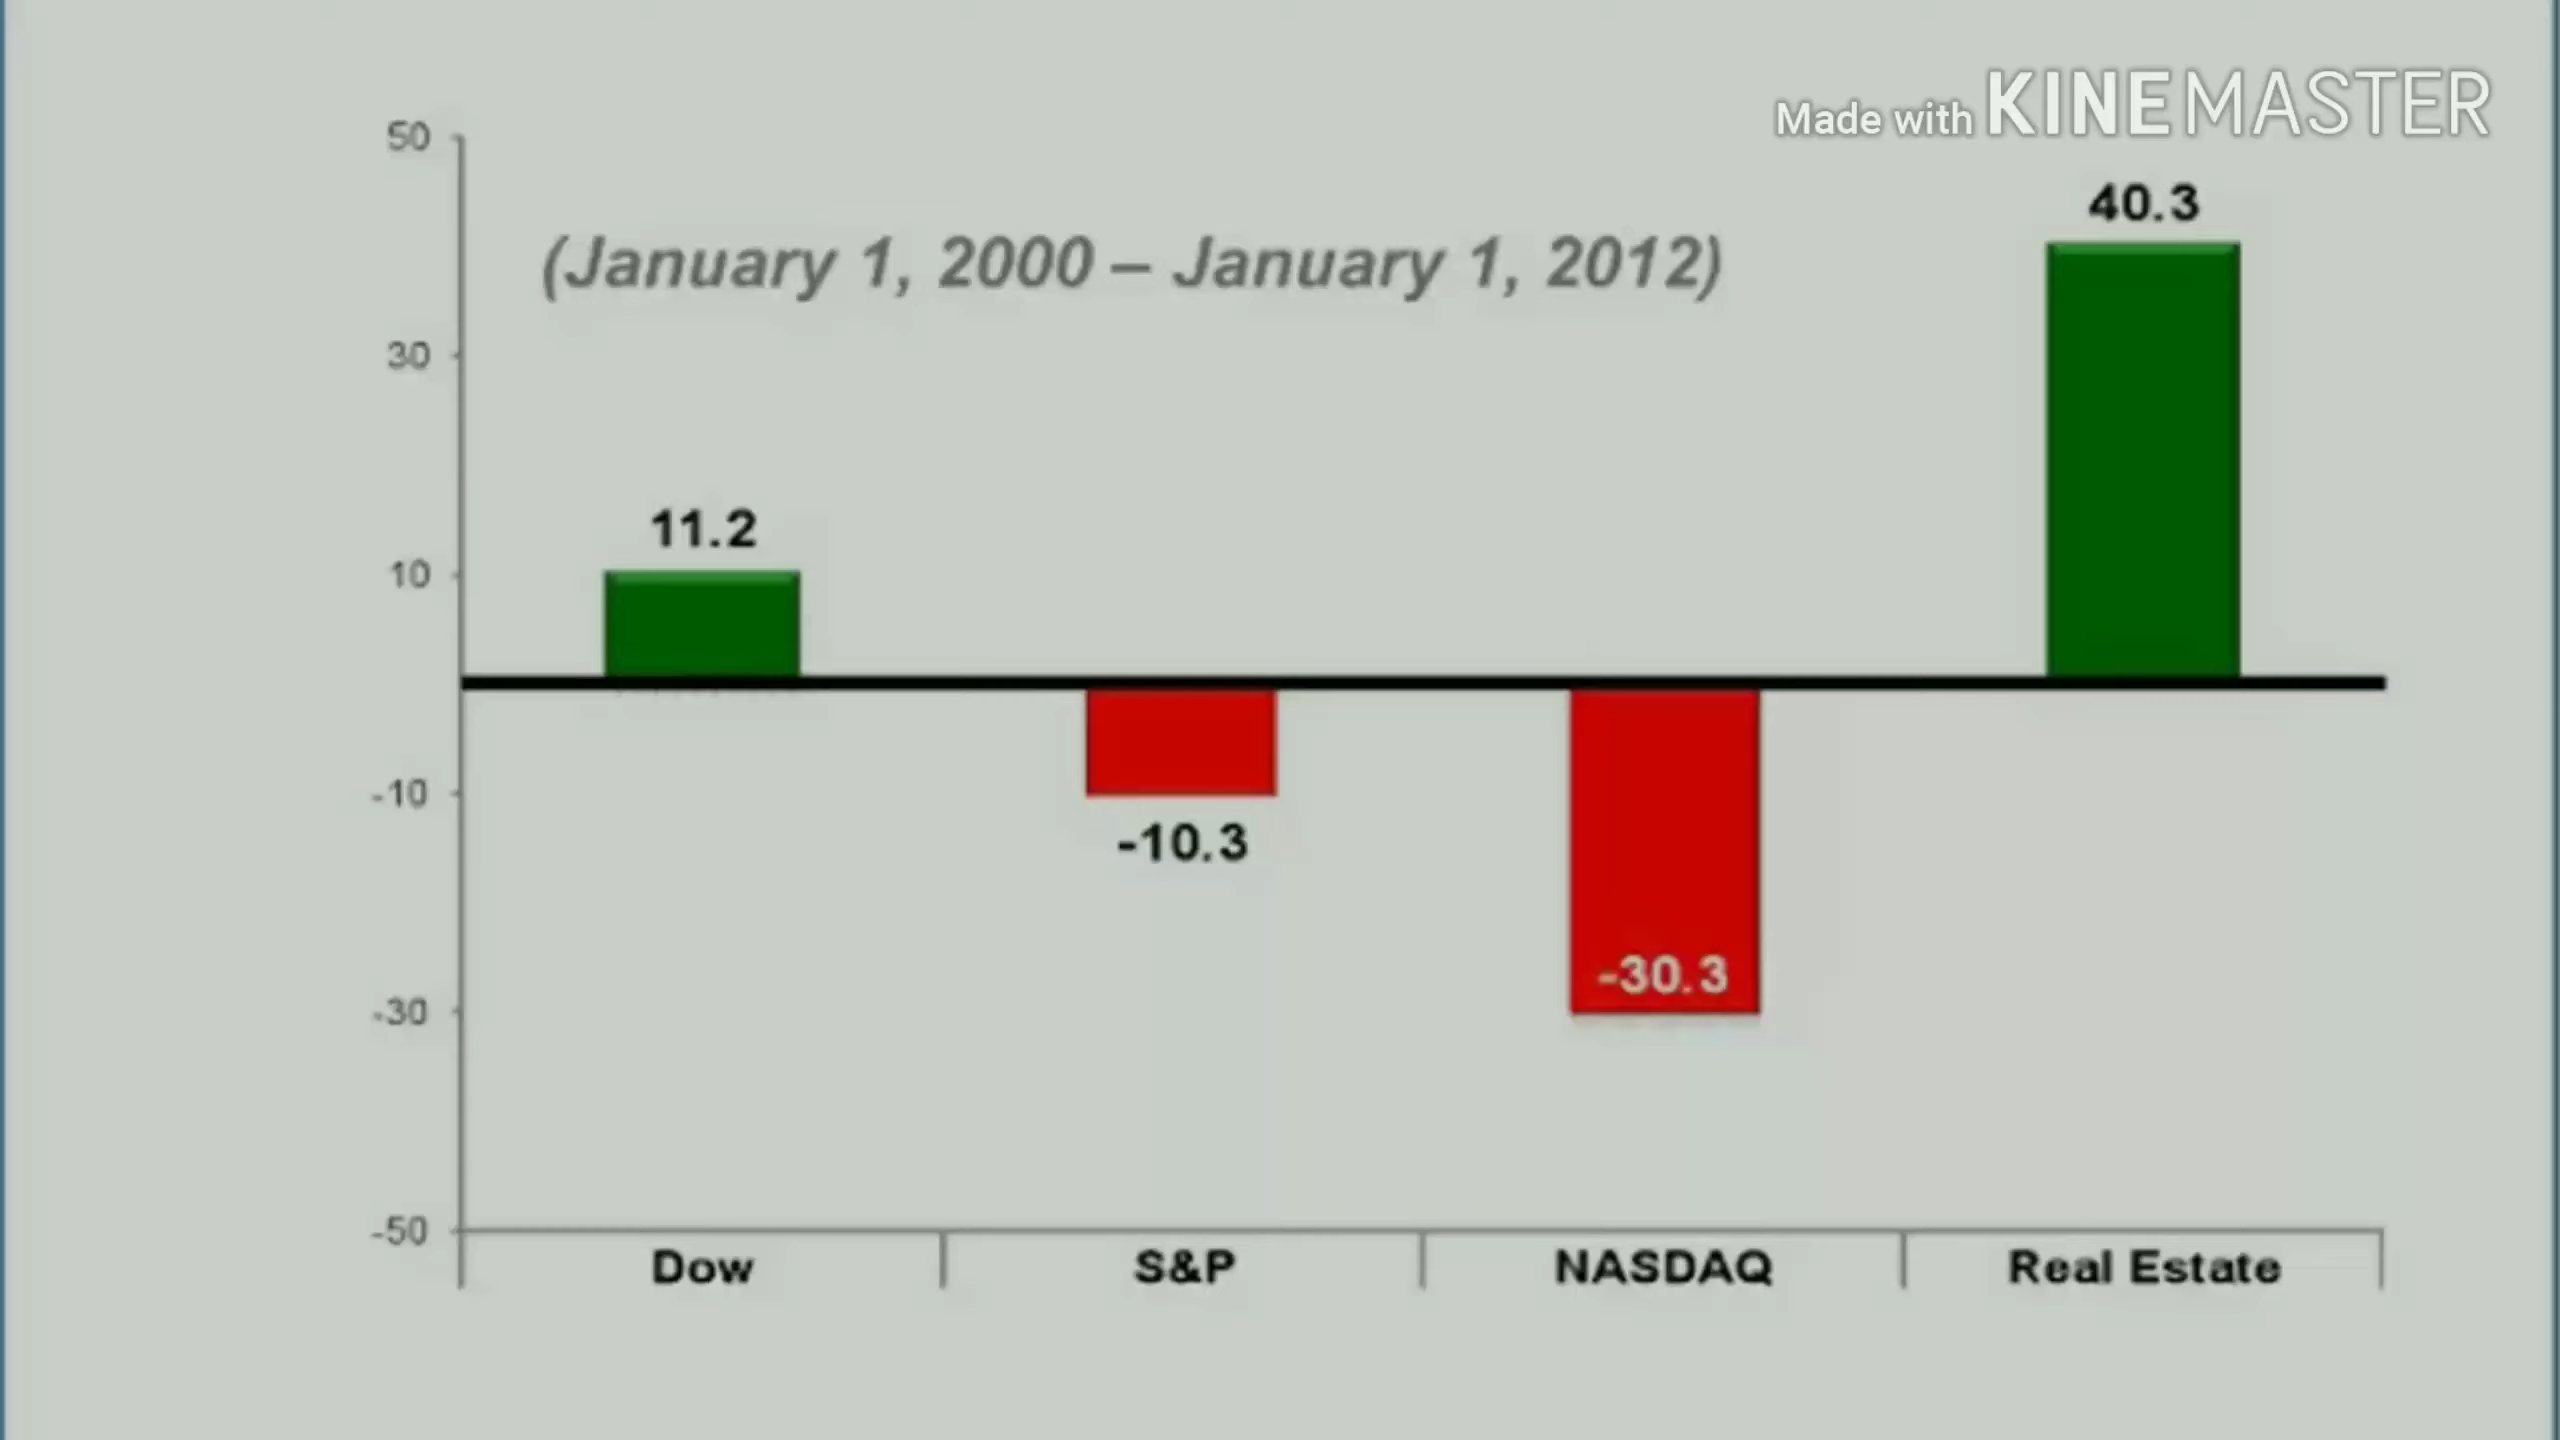 Made with KINEMASTER
50
40.3
(January 1, 2000 – January 1, 2012)
30
11.2
10
-10
-10.3
-30.3
-30
-50
Dow
S&P
NASDAQ
Real Estate